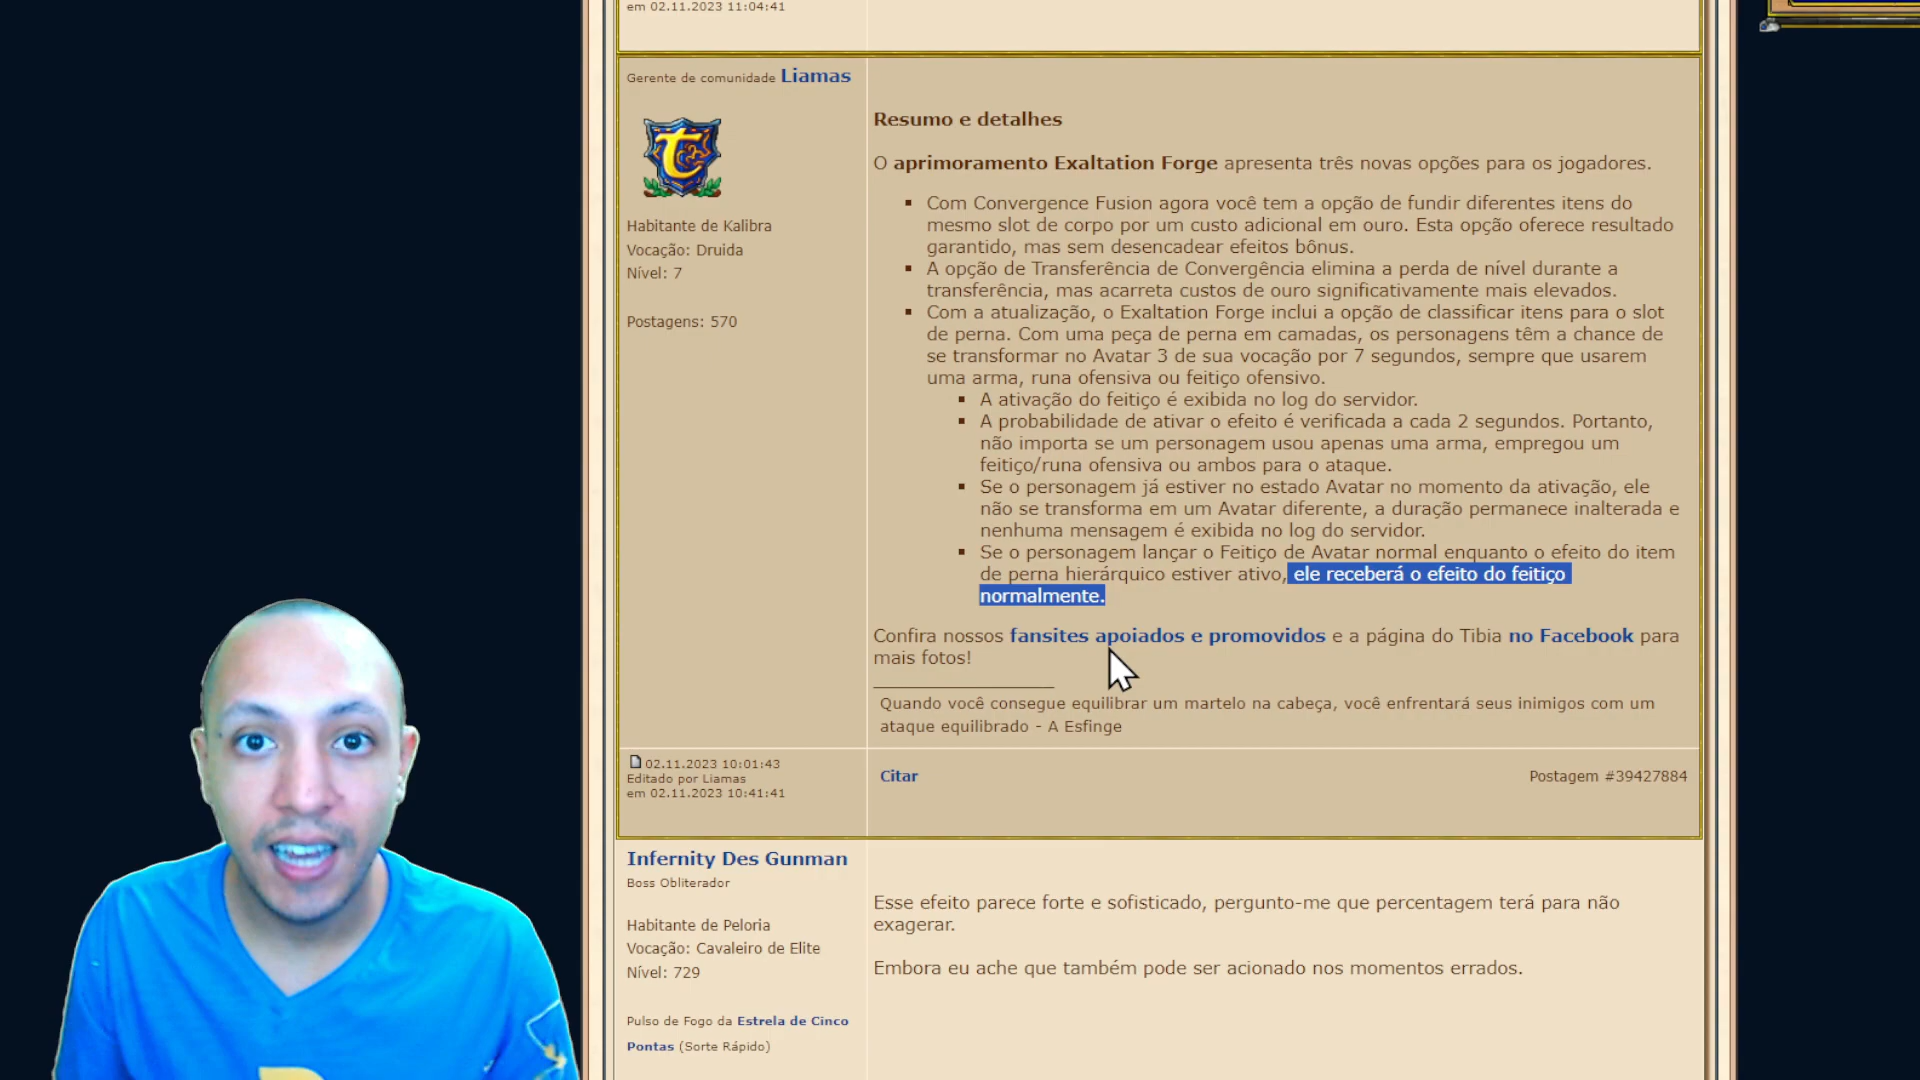 em 02.11.2023 11:04:41
Gerente de comunidade Liamas
Habitante de Kalibra
Vocação: Druida
Nível: 7
Postagens: 570
Resumo e detalhes
O aprimoramento Exaltation Forge apresenta três novas opções para os jogadores.
Com Convergence Fusion agora você tem a opção de fundir diferentes itens do
mesmo slot de corpo por um custo adicional em ouro. Esta opção oferece resultado
garantido, mas sem desencadear efeitos bônus.
A opção de Transferência de Convergência elimina a perda de nível durante a
transferência, mas acarreta custos de ouro significativamente mais elevados.
Com a atualização, o Exaltation Forge inclui a opção de classificar itens para o slot
de perna. Com uma peça de perna em camadas, os personagens têm a chance de
se transformar no Avatar 3 de sua vocação por 7 segundos, sempre que usarem
uma arma, runa ofensiva ou feitiço ofensivo.
A ativação do feitiço é exibida no log do servidor.
A probabilidade de ativar o efeito é verificada a cada 2 segundos. Portanto,
não importa se um personagem usou apenas uma arma, empregou um
feitiço/runa ofensiva ou ambos para o ataque.
Se o personagem já estiver no estado Avatar no momento da ativação, ele
não se transforma em um Avatar diferente, a duração permanece inalterada e
nenhuma mensagem é exibida no log do servidor.
Se o personagem lançar o Feitiço de Avatar normal enquanto o efeito do item
de perna hierárquico estiver ativo, ele receberá o efeito do feitiço
normalmente.
Confira nossos fansites apoiados e promovidos e a página do Tibia no Facebook para
mais fotos!
Quando você consegue equilibrar um martelo na cabeça, você enfrentará seus inimigos com um
ataque equilibrado - A Esfinge
02.11.2023 10:01:43
Editado por Liamas
em 02.11.2023 10:41:41
Citar
Postagem #39427884
Infernity Des Gunman
Boss Obliterador
Habitante de Peloria
Vocação: Cavaleiro de Elite
Nível: 729
Pulso de Fogo da Estrela de Cinco
Pontas (Sorte Rápido)
Esse efeito parece forte e sofisticado, pergunto-me que percentagem terá para não
exagerar.
Embora eu ache que também pode ser acionado nos momentos errados.